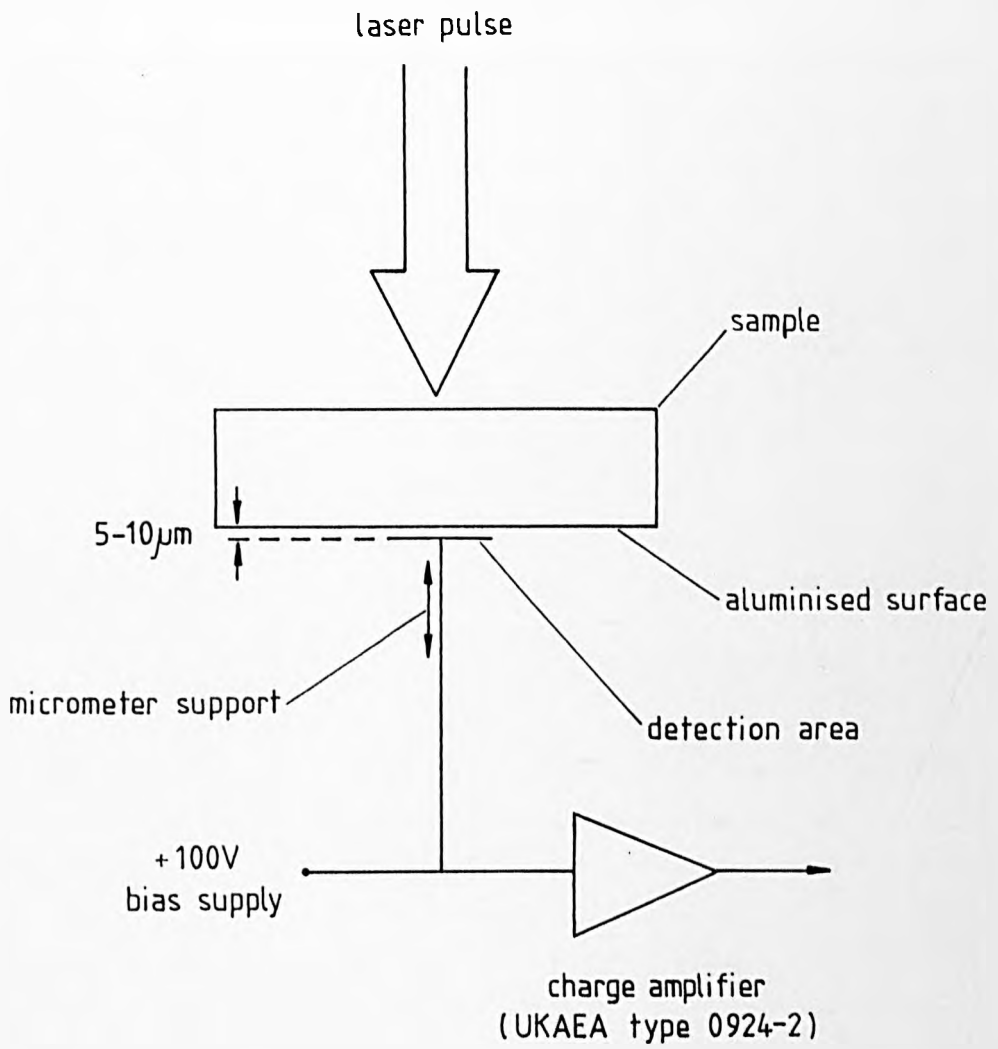 laser pulse
sample
5-10μm
aluminised surface
micrometer support
detection area
+100V
bias supply
charge amplifier
(UKAEA type 0924-2)